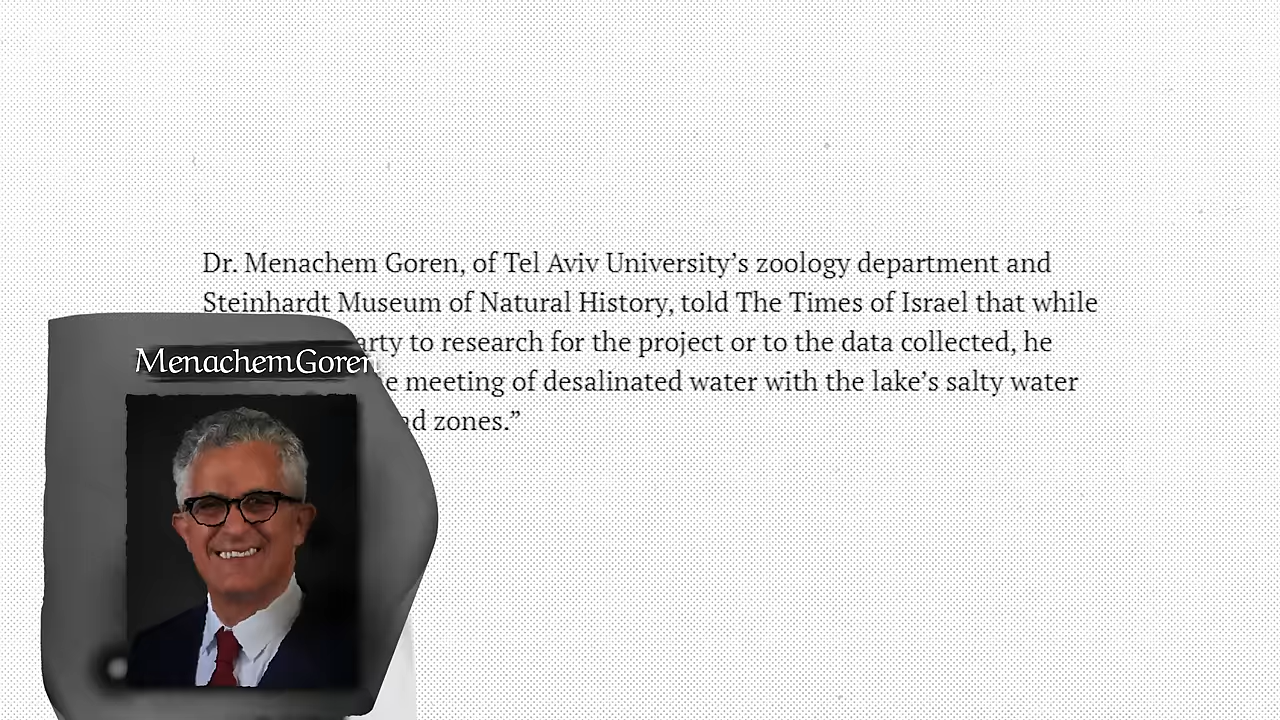 Dr. Menachem Goren, of Tel Aviv University’s zoology department and
Steinhardt Museum of Natural History, told The Times of Israel that while
to research for the project or to the data collected, he
meeting of desalinated water with the lake’s salty water
zones.”
MenachemGoren